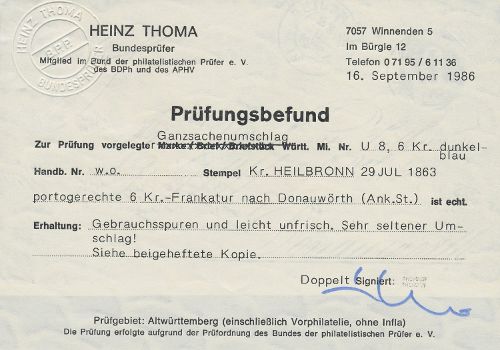 HEINZ THOMA
B.P.P.
BUNDESPRÜFER
HEINZ THOMA
Bundesprüfer
Mitglied im Bund der philatelistischen Prüfer e. V.
des BDPh und des APHV
7057 Winnenden 5
Im Bürgle 12
Telefon 0 71 95 / 6 11 36
16. September 1986
Prüfungsbefund
Ganzsachenumschlag
Zur Prüfung vorgelegte Marke / Brief / Briefstück Württ. Mi. Nr. U 8, 6 Kr. dunkel-
blau
Handb. Nr. w.o. Stempel Kr. HEILBRONN 29 JUL 1863
portogerechte 6 Kr.-Frankatur nach Donauwörth (Ank.St.) ist echt.
Erhaltung: Gebrauchsspuren und leicht unfrisch. Sehr seltener Um-
schlag!
Siehe beigeheftete Kopie.
Doppelt Signiert:
Prüfgebiet: Altwürttemberg (einschließlich Vorphilatelie, ohne Infla)
Die Prüfung erfolgte aufgrund der Prüfordnung des Bundes der philatelistischen Prüfer e. V.